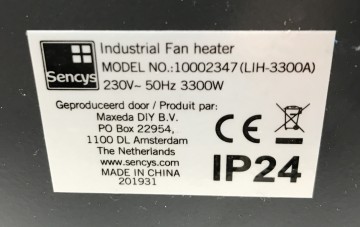 Sencys
Industrial Fan heater
MODEL NO.:10002347(LIH-3300A)
230V~ 50Hz 3300W
Geproduceerd door / Produit par:
Maxeda DIY B.V.
PO Box 22954,
1100 DL Amsterdam
The Netherlands
www.sencys.com
MADE IN CHINA
201931
CE
IP24